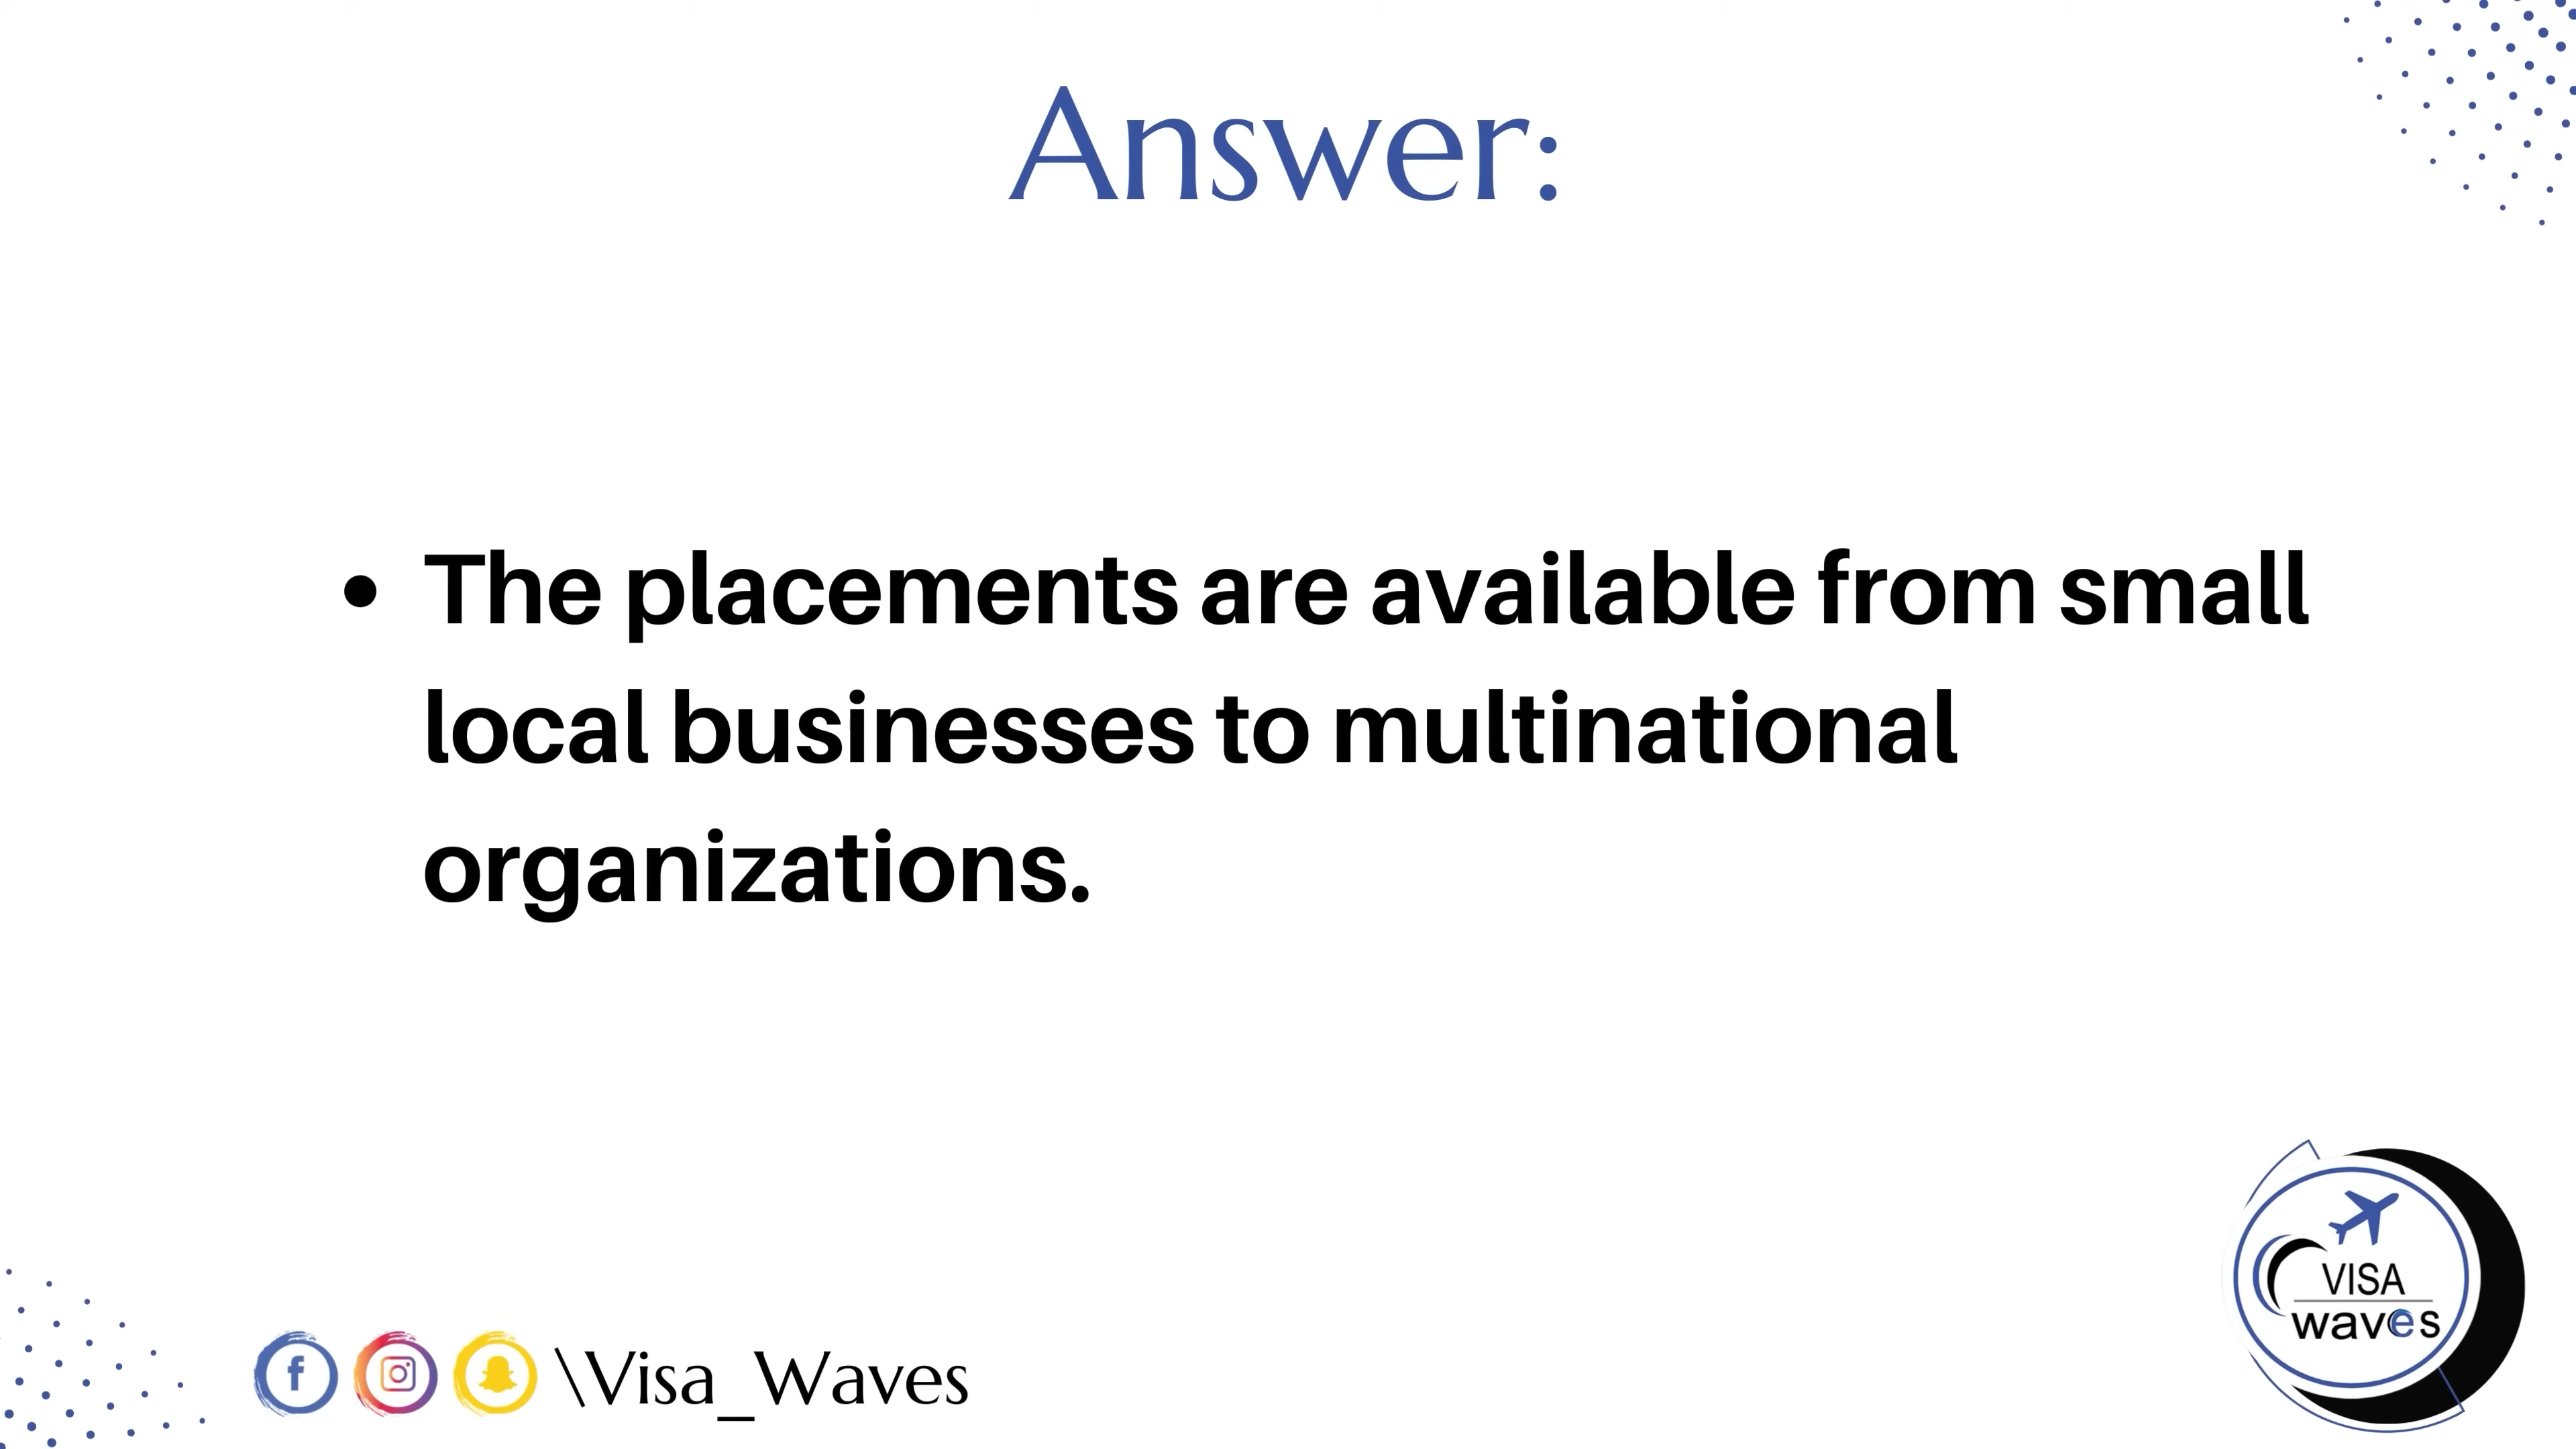 Answer:
• The placements are available from small
local businesses to multinational
organizations.
VISA
waves
\Visa_Waves